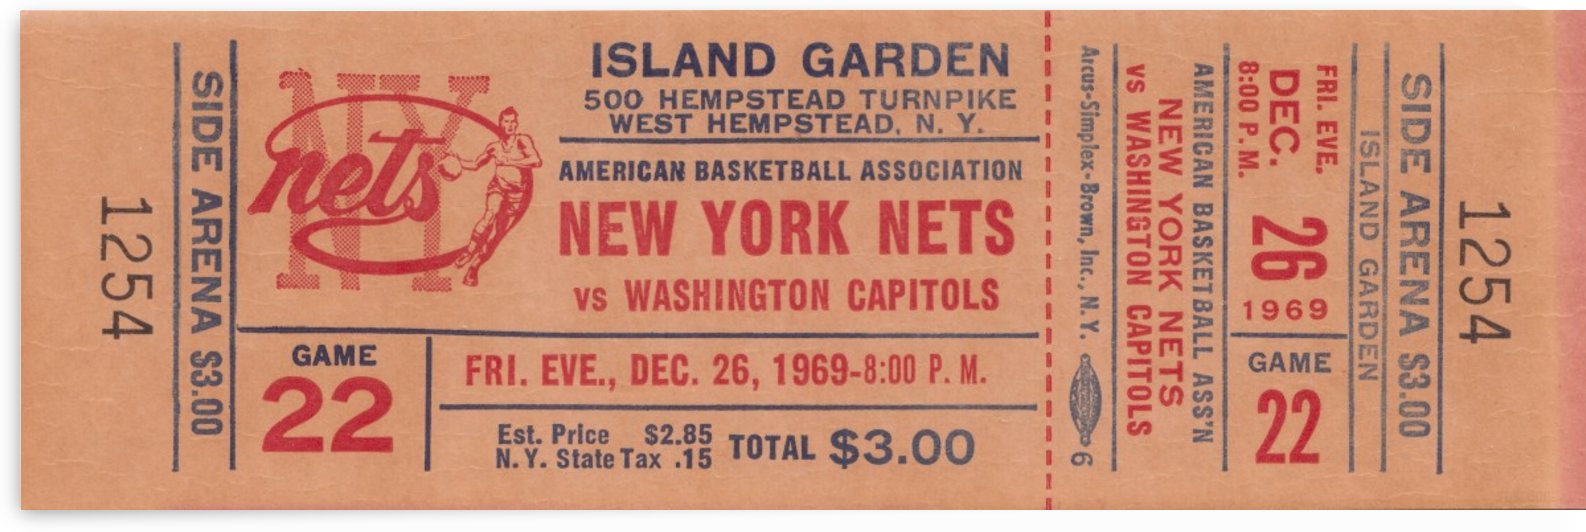 1254
SIDE ARENA $3.00
NY
nets
ISLAND GARDEN
500 HEMPSTEAD TURNPIKE
WEST HEMPSTEAD, N. Y.
AMERICAN BASKETBALL ASSOCIATION
NEW YORK NETS
vs WASHINGTON CAPITOLS
GAME
22
FRI. EVE., DEC. 26, 1969-8:00 P. M.
Est. Price $2.85
N. Y. State Tax .15
TOTAL $3.00
Arcus-Simplex-Brown, Inc., N. Y. 6
vs WASHINGTON CAPITOLS
NEW YORK NETS
AMERICAN BASKETBALL ASS'N
8:00 P. M.
DEC.
FRI. EVE.
26
1969
GAME
22
ISLAND GARDEN
SIDE ARENA $3.00
1254